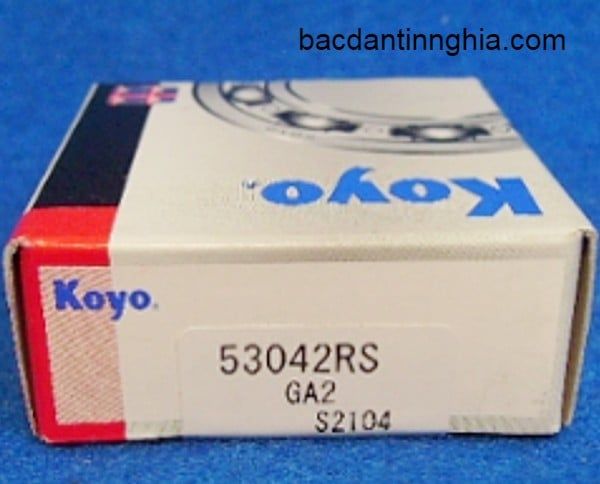 bacdantinnghia.com
Koyo.
Koyo.
53042RS
GA2
S2104